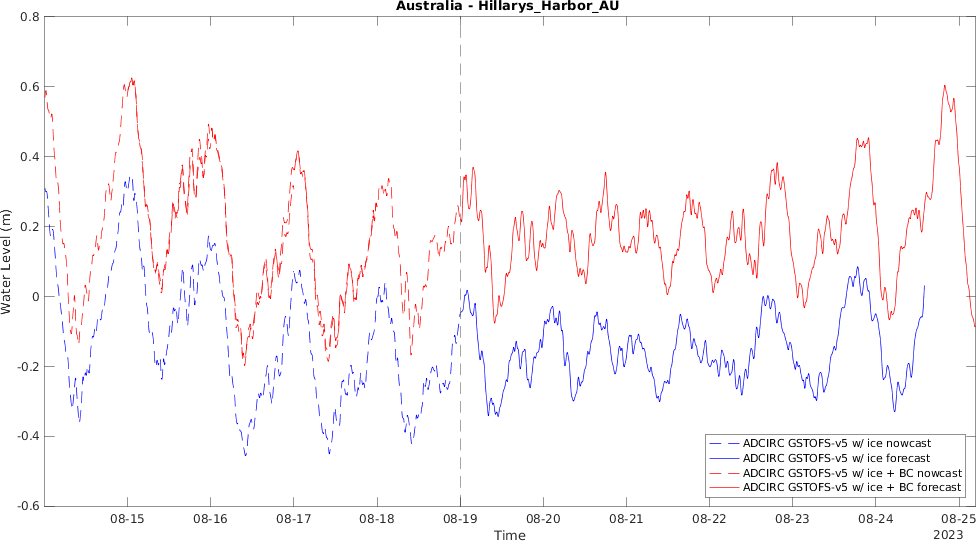 Australia - Hillarys_Harbor_AU
0.8
0.6
0.4
0.2
0
-0.2
-0.4
-0.6
Water Level (m)
ADCIRC GSTOFS-v5 w/ ice nowcast
ADCIRC GSTOFS-v5 w/ ice forecast
ADCIRC GSTOFS-v5 w/ ice + BC nowcast
ADCIRC GSTOFS-v5 w/ ice + BC forecast
08-15 08-16 08-17 08-18 08-19 08-20 08-21 08-22 08-23 08-24 08-25
2023
Time